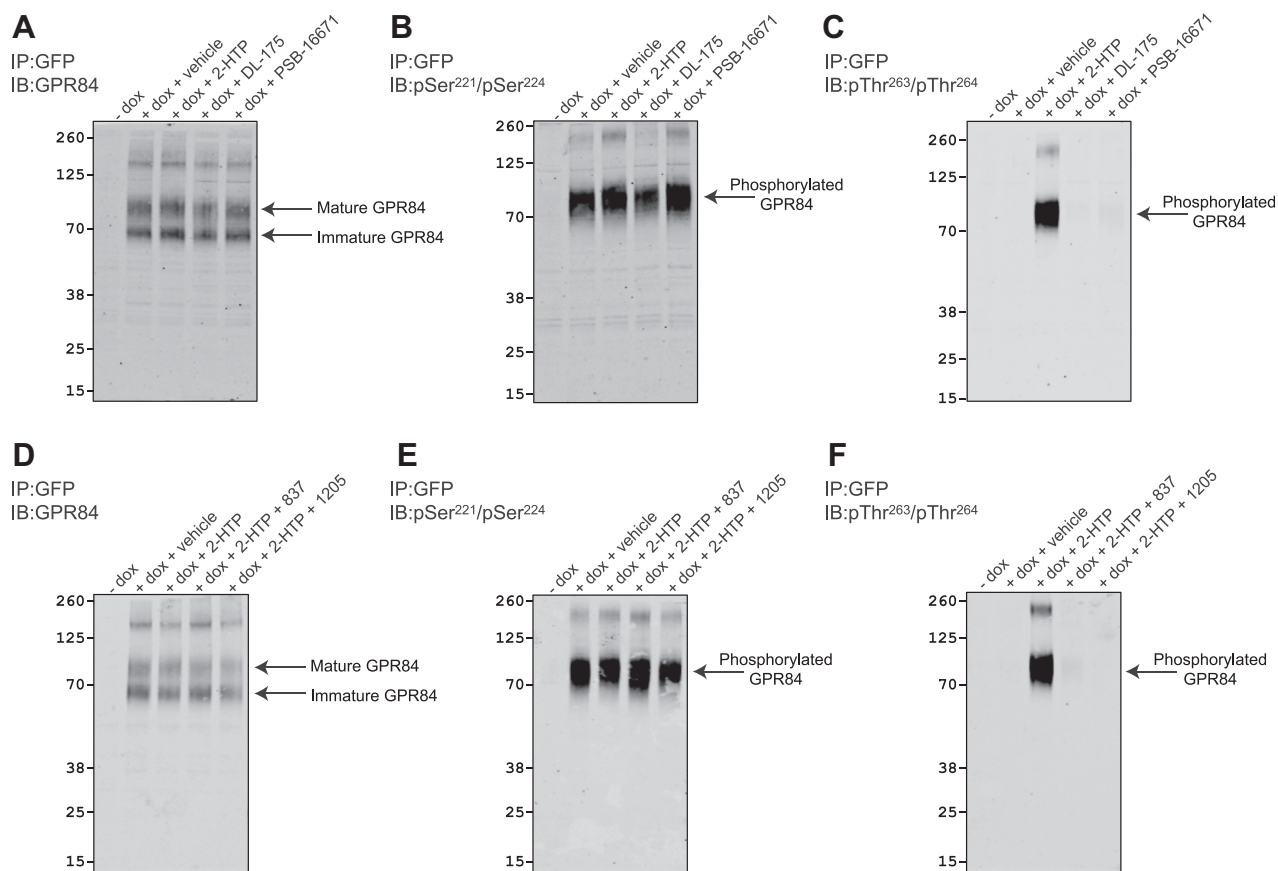 A
IP:GFP
IB:GPR84
- dox
+ dox + vehicle
+ dox + 2-HTP
+ dox + DL-175
+ dox + PSB-16671
260
125
70
38
25
15
Mature GPR84
Immature GPR84
B
IP:GFP
IB:pSer221/pSer224
- dox
+ dox + vehicle
+ dox + 2-HTP
+ dox + DL-175
+ dox + PSB-16671
260
125
70
38
25
15
Phosphorylated
GPR84
C
IP:GFP
IB:pThr263/pThr264
- dox
+ dox + vehicle
+ dox + 2-HTP
+ dox + DL-175
+ dox + PSB-16671
260
125
70
38
25
15
Phosphorylated
GPR84
D
IP:GFP
IB:GPR84
- dox
+ dox + vehicle
+ dox + 2-HTP
+ dox + 2-HTP + 837
+ dox + 2-HTP + 1205
260
125
70
38
25
15
Mature GPR84
Immature GPR84
E
IP:GFP
IB:pSer221/pSer224
- dox
+ dox + vehicle
+ dox + 2-HTP
+ dox + 2-HTP + 837
+ dox + 2-HTP + 1205
260
125
70
38
25
15
Phosphorylated
GPR84
F
IP:GFP
IB:pThr263/pThr264
- dox
+ dox + vehicle
+ dox + 2-HTP
+ dox + 2-HTP + 837
+ dox + 2-HTP + 1205
260
125
70
38
25
15
Phosphorylated
GPR84